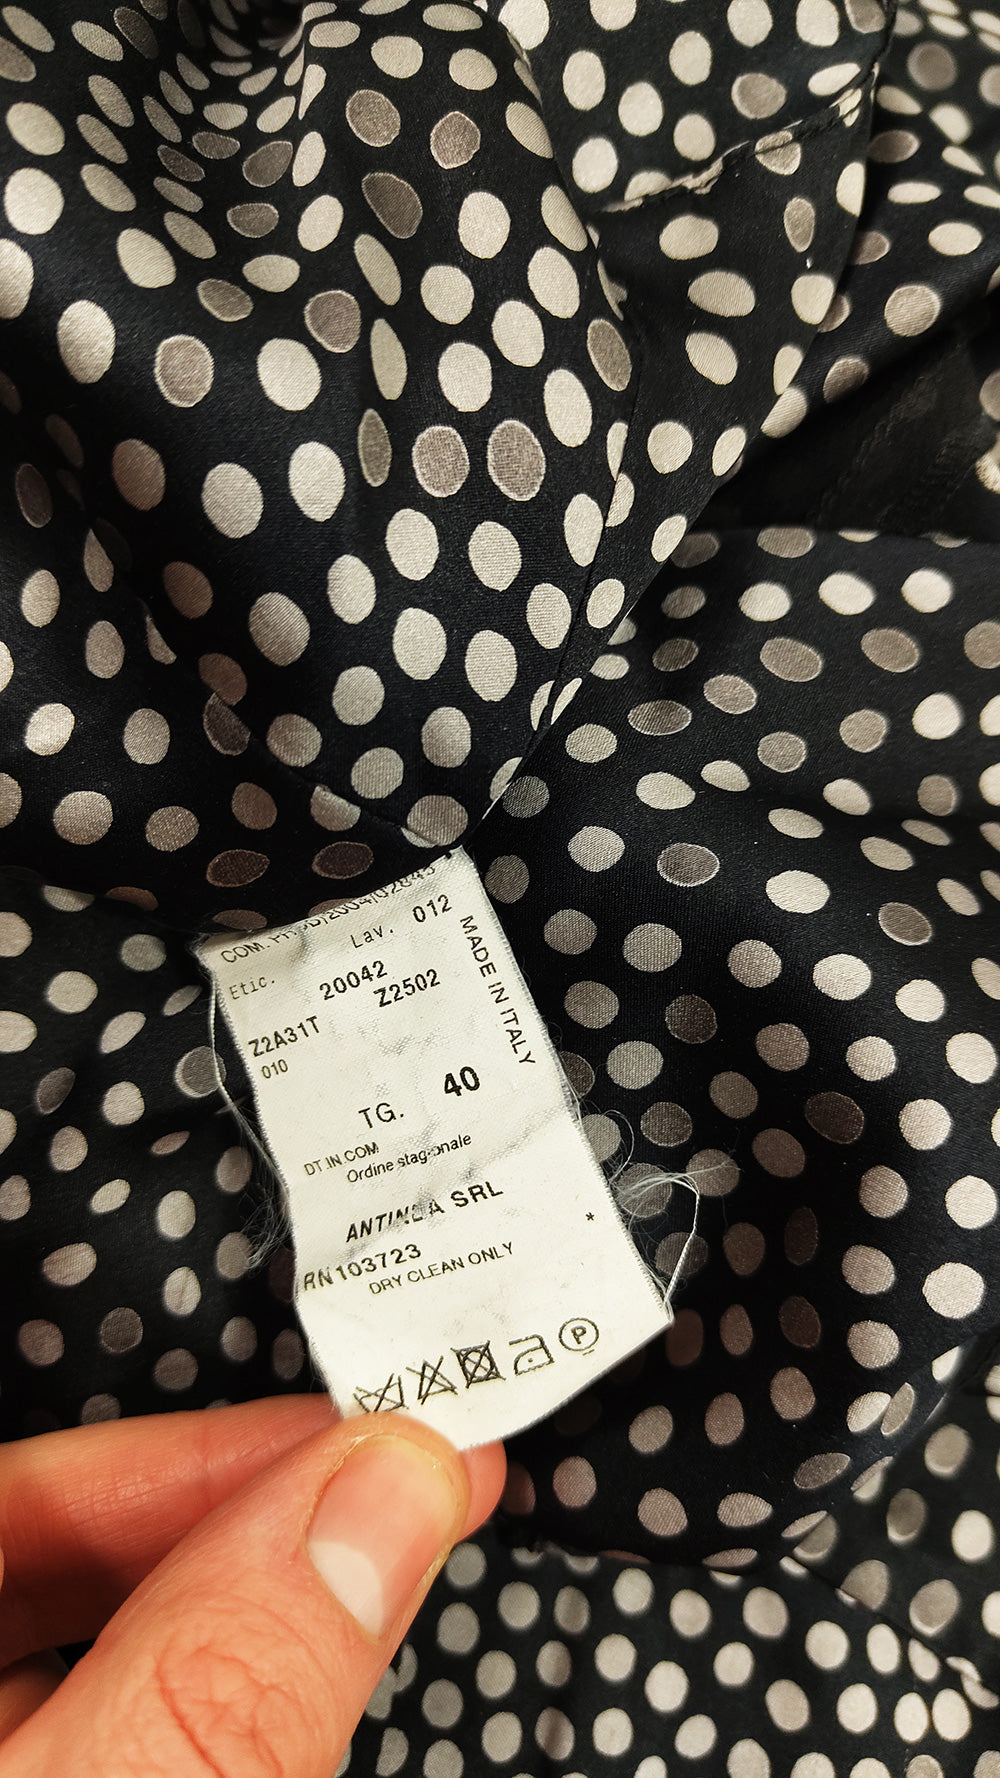 COM.
Lav. 012
Etic. 20042
Z2502
Z2A31T
010
TG. 40
DT.IN.COM
Ordine stagionale
SRL
RN103723
DRY CLEAN ONLY
*
P
MADE IN ITALY